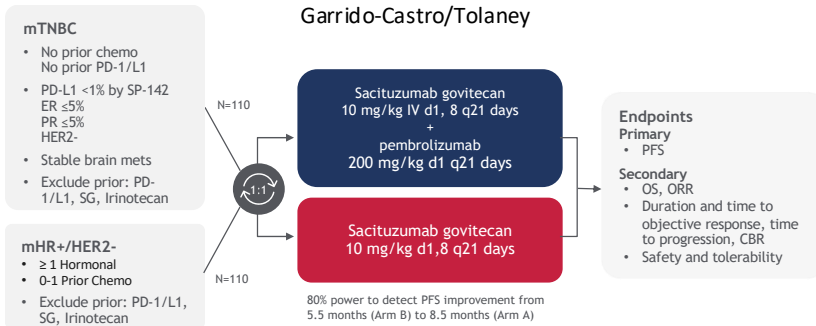 Garrido-Castro/Tolaney
mTNBC
• No prior chemo
No prior PD-1/L1
• PD-L1 <1% by SP-142
ER ≤5%
PR ≤5%
HER2-
• Stable brain mets
• Exclude prior: PD-
1/L1, SG, Irinotecan
N=110
mHR+/HER2-
• ≥ 1 Hormonal
• 0-1 Prior Chemo
• Exclude prior: PD-1/L1,
SG, Irinotecan
N=110
1:1
Sacituzumab govitecan
10 mg/kg IV d1, 8 q21 days
+
pembrolizumab
200 mg/kg d1 q21 days
Sacituzumab govitecan
10 mg/kg d1,8 q21 days
80% power to detect PFS improvement from
5.5 months (Arm B) to 8.5 months (Arm A)
Endpoints
Primary
• PFS
Secondary
• OS, ORR
• Duration and time to
objective response, time
to progression, CBR
• Safety and tolerability